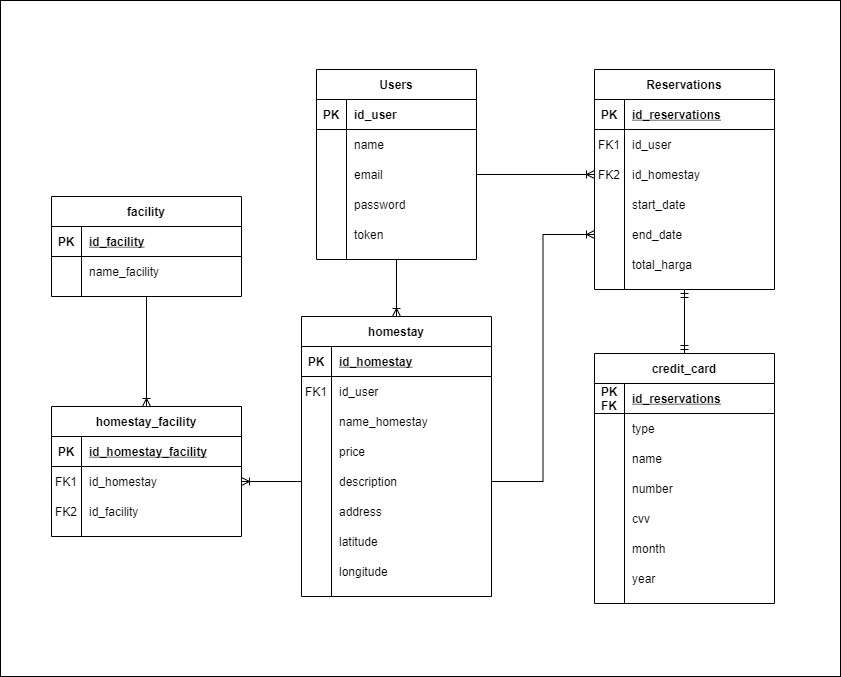 Users
PK id_user
name
email
password
token
Reservations
PK id_reservations
FK1 id_user
FK2 id_homestay
start_date
end_date
total_harga
facility
PK id_facility
name_facility
homestay
PK id_homestay
FK1 id_user
name_homestay
price
description
address
latitude
longitude
credit_card
PK
FK id_reservations
type
name
number
cvv
month
year
homestay_facility
PK id_homestay_facility
FK1 id_homestay
FK2 id_facility